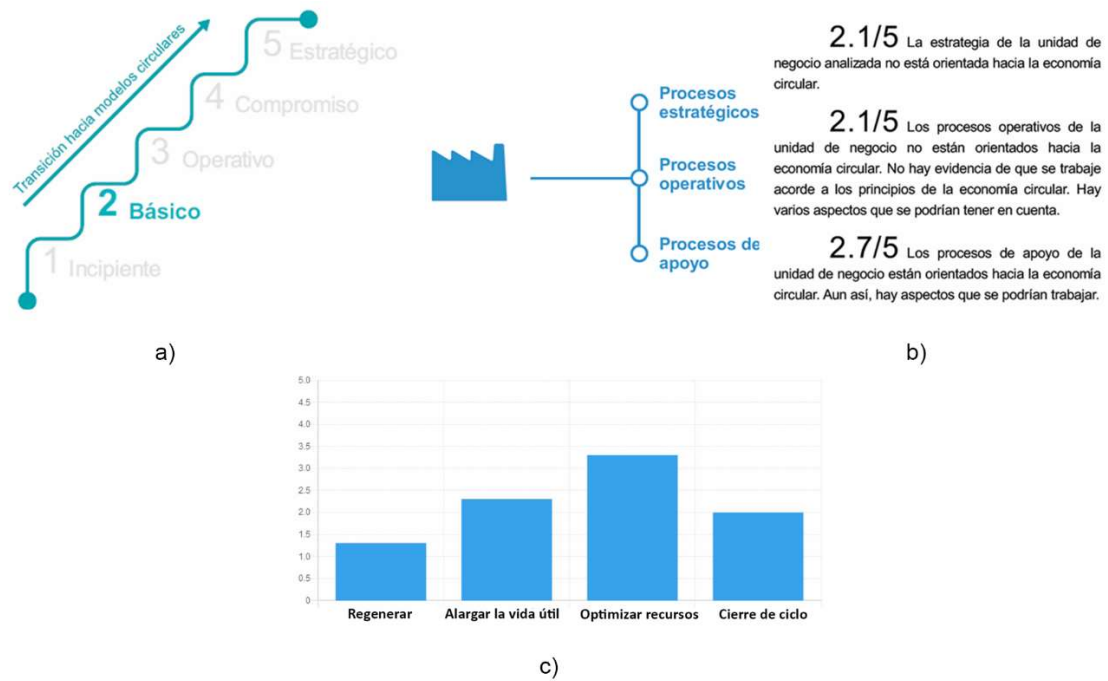 Transición hacia modelos circulares
5 Estratégico
4 Compromiso
3 Operativo
2 Básico
1 Incipiente
a)
Procesos
estratégicos
Procesos
operativos
Procesos de
apoyo
2.1/5 La estrategia de la unidad de
negocio analizada no está orientada hacia la economía
circular.
2.1/5 Los procesos operativos de la
unidad de negocio no están orientados hacia la
economía circular. No hay evidencia de que se trabaje
acorde a los principios de la economía circular. Hay
varios aspectos que se podrían tener en cuenta.
2.7/5 Los procesos de apoyo de la
unidad de negocio están orientados hacia la economía
circular. Aun así, hay aspectos que se podrían trabajar.
b)
5.0
4.5
4.0
3.5
3.0
2.5
2.0
1.5
1.0
0.5
0
Regenerar Alargar la vida útil Optimizar recursos Cierre de ciclo
c)